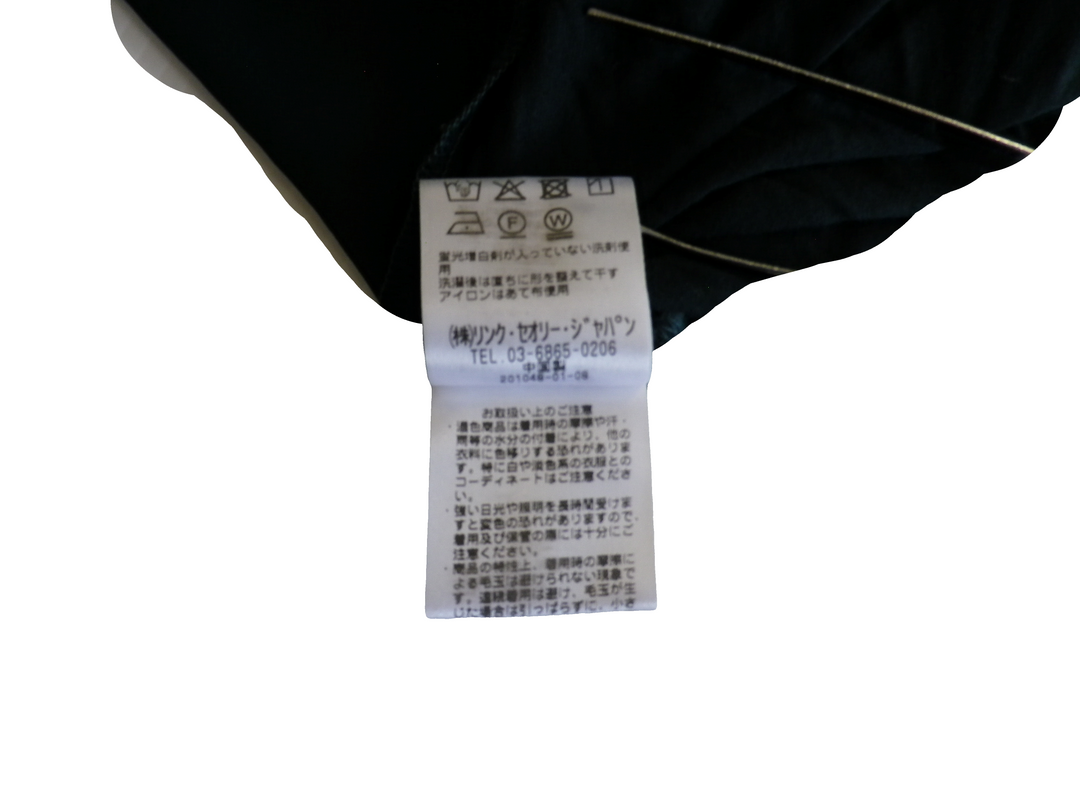 F W
蛍光増白剤が入っていない洗剤使
用
洗濯後は直ちに形を整えて干す
アイロンはあて布使用
(株)リンク・セオリー・ジャパン
TEL.03-6865-0206
中国製
201048-01-08
お取扱い上のご注意
・濃色商品は着用時の摩擦や汗・
雨等の水分の付着により、他の
衣料に色移りする恐れがありま
す。特に白や淡色系の衣服との
コーディネートはご注意くださ
い。
・強い日光や照明を長時間受けま
すと変色の恐れがありますので、
着用及び保管の際には十分にご
注意ください。
・商品の特性上、着用時の摩擦に
よる毛玉は避けられない現象で
す。連続着用は避け、毛玉が生
じた場合は引っぱらずに、小さ